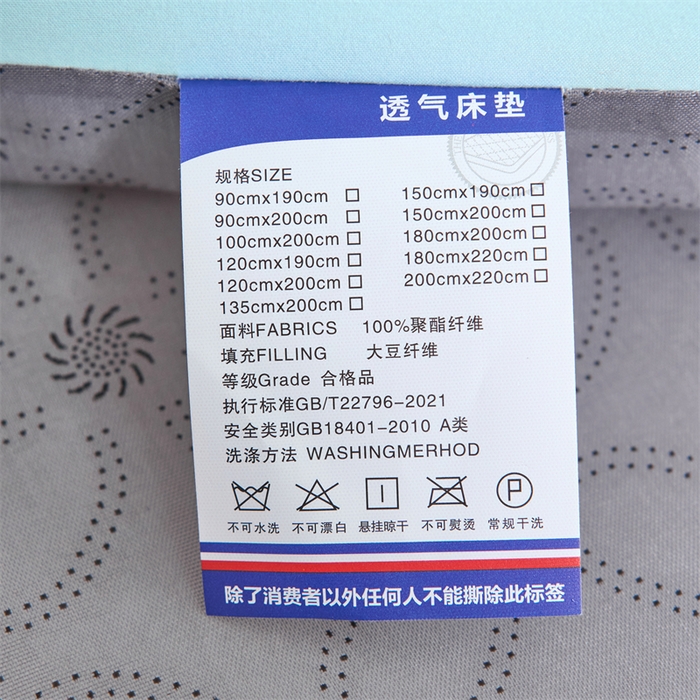 透气床垫
规格SIZE
90cmx190cm □ 150cmx190cm □
90cmx200cm □ 150cmx200cm □
100cmx200cm □ 180cmx200cm □
120cmx190cm □ 180cmx220cm □
120cmx200cm □ 200cmx220cm □
135cmx200cm □
面料FABRICS 100%聚酯纤维
填充FILLING 大豆纤维
等级Grade 合格品
执行标准GB/T22796-2021
安全类别GB18401-2010 A类
洗涤方法 WASHINGMERHOD
P
不可水洗 不可漂白 悬挂晾干 不可熨烫 常规干洗
除了消费者以外任何人不能撕除此标签